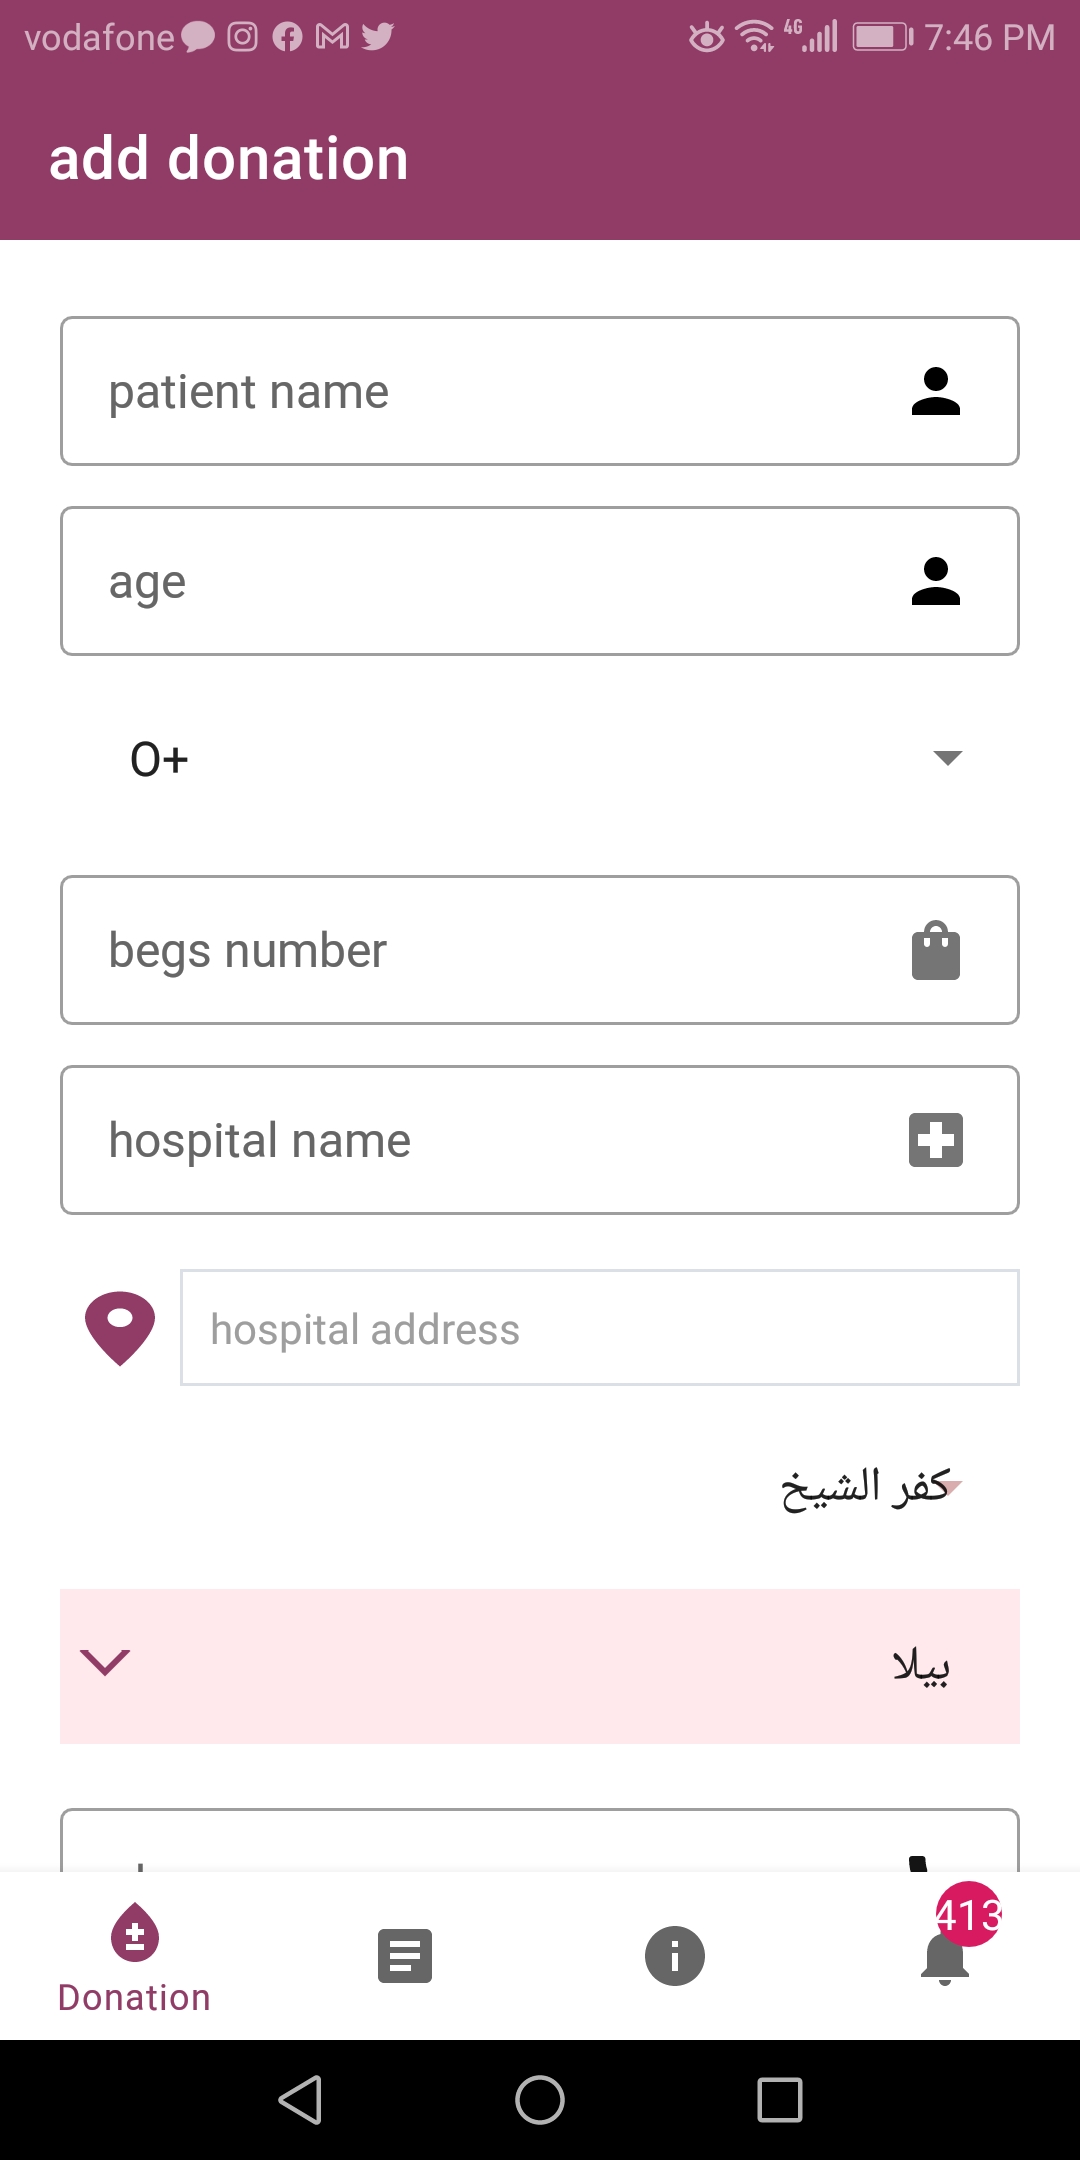 vodafone 4G 7:46 PM
add donation
patient name
age
O+
begs number
hospital name
hospital address
كفر الشيخ
بيلا
Donation
413